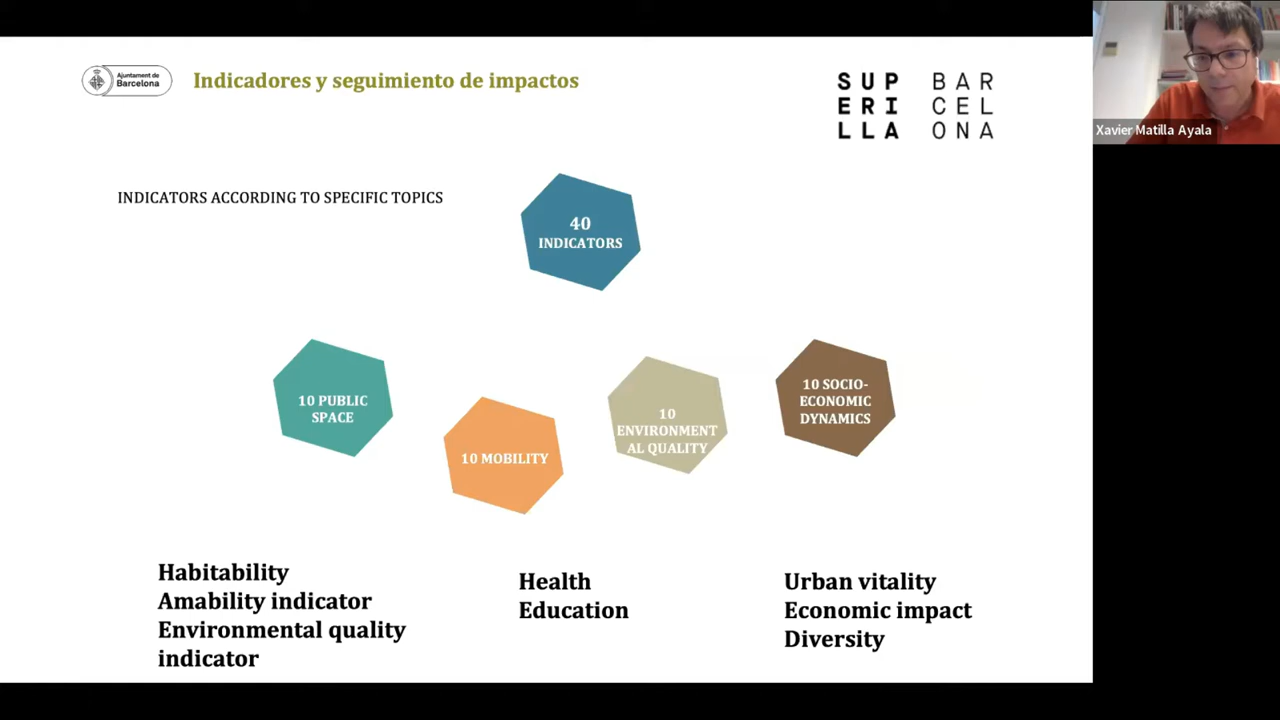 Ajuntament de
Barcelona
Indicadores y seguimiento de impactos
SUP BAR
ERI CEL
LLA ONA
Xavier Matilla Ayala
INDICATORS ACCORDING TO SPECIFIC TOPICS
40
INDICATORS
10 PUBLIC
SPACE
10 MOBILITY
10
ENVIRONMENT
AL QUALITY
10 SOCIO-
ECONOMIC
DYNAMICS
Habitability
Amability indicator
Environmental quality
indicator
Health
Education
Urban vitality
Economic impact
Diversity